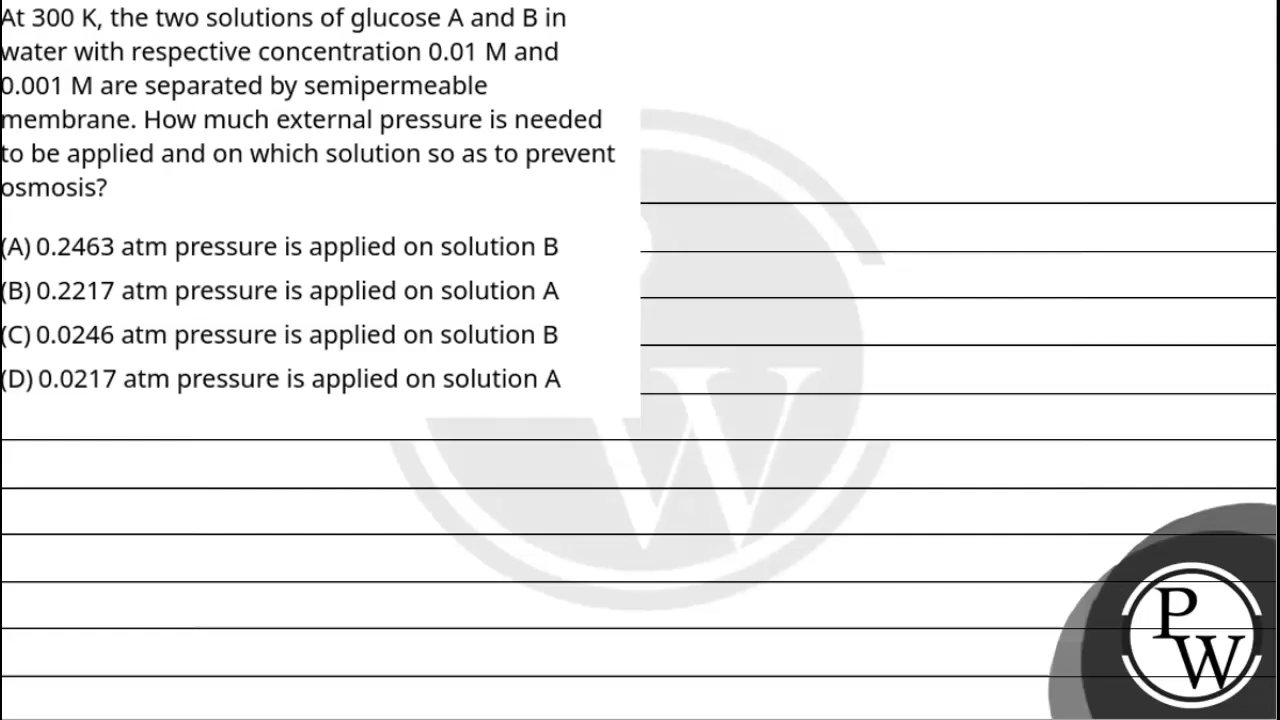 At 300 K, the two solutions of glucose A and B in
water with respective concentration 0.01 M and
0.001 M are separated by semipermeable
membrane. How much external pressure is needed
to be applied and on which solution so as to prevent
osmosis?
(A) 0.2463 atm pressure is applied on solution B
(B) 0.2217 atm pressure is applied on solution A
(C) 0.0246 atm pressure is applied on solution B
(D) 0.0217 atm pressure is applied on solution A
W
P
W